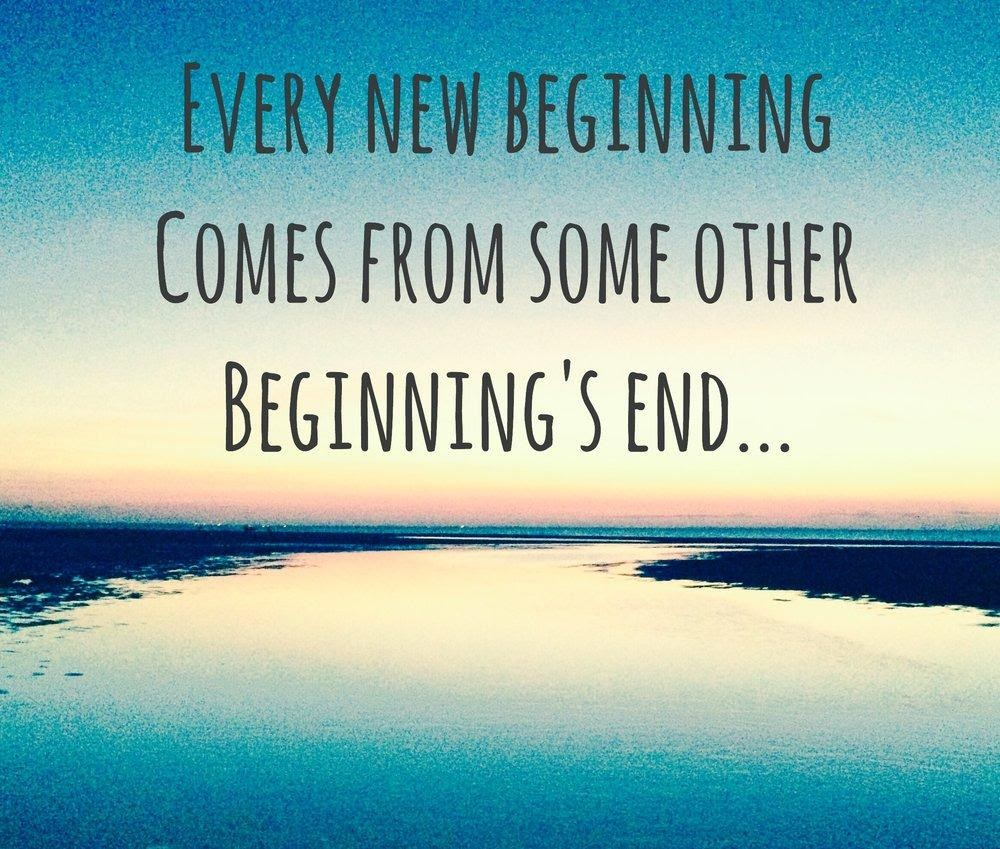 Every new beginning
Comes from some other
Beginning's end...